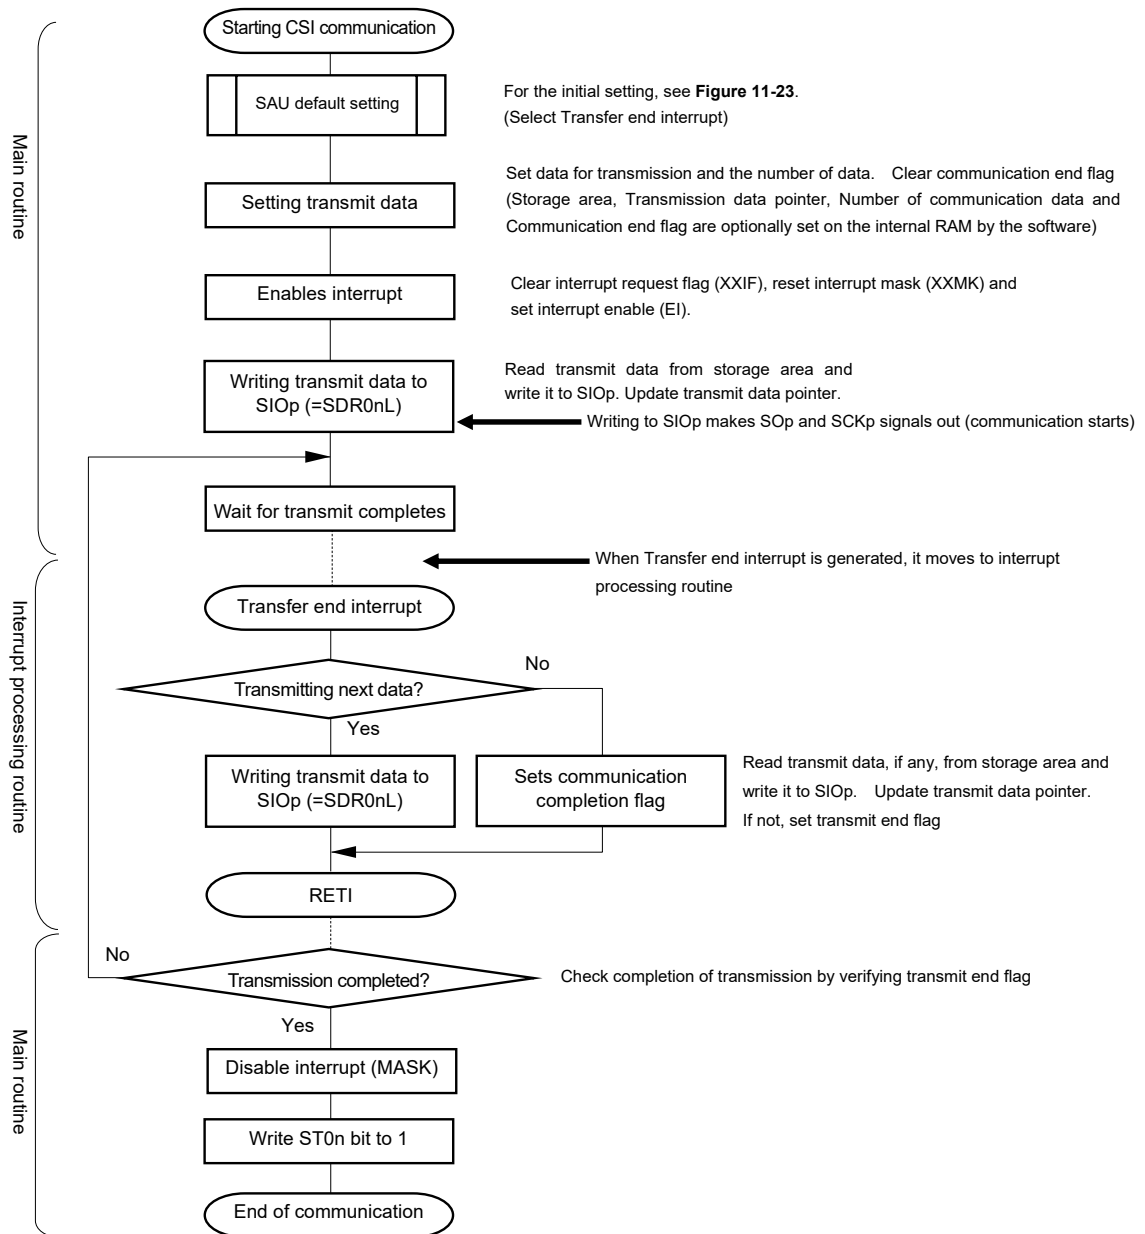 Starting CSI communication
SAU default setting
For the initial setting, see Figure 11-23.
(Select Transfer end interrupt)
Main routine
Setting transmit data
Set data for transmission and the number of data. Clear communication end flag
(Storage area, Transmission data pointer, Number of communication data and
Communication end flag are optionally set on the internal RAM by the software)
Enables interrupt
Clear interrupt request flag (XXIF), reset interrupt mask (XXMK) and
set interrupt enable (EI).
Writing transmit data to
SIOp (=SDR0nL)
Read transmit data from storage area and
write it to SIOp. Update transmit data pointer.
Writing to SIOp makes SOp and SCKp signals out (communication starts)
Wait for transmit completes
When Transfer end interrupt is generated, it moves to interrupt
processing routine
Interrupt processing routine
Transfer end interrupt
Transmitting next data?
No
Yes
Writing transmit data to
SIOp (=SDR0nL)
Sets communication
completion flag
Read transmit data, if any, from storage area and
write it to SIOp. Update transmit data pointer.
If not, set transmit end flag
RETI
Main routine
No
Transmission completed?
Check completion of transmission by verifying transmit end flag
Yes
Disable interrupt (MASK)
Write ST0n bit to 1
End of communication